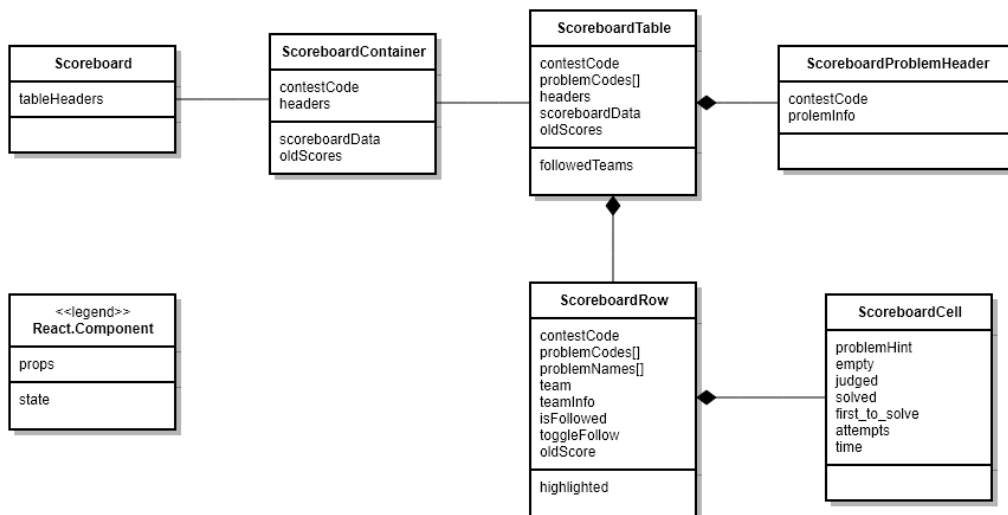 Scoreboard
tableHeaders
ScoreboardContainer
contestCode
headers
scoreboardData
oldScores
ScoreboardTable
contestCode
problemCodes[]
headers
scoreboardData
oldScores
followedTeams
ScoreboardProblemHeader
contestCode
prolemInfo
<<legend>>
React.Component
props
state
ScoreboardRow
contestCode
problemCodes[]
problemNames[]
team
teamInfo
isFollowed
toggleFollow
oldScore
highlighted
ScoreboardCell
problemHint
empty
judged
solved
first_to_solve
attempts
time